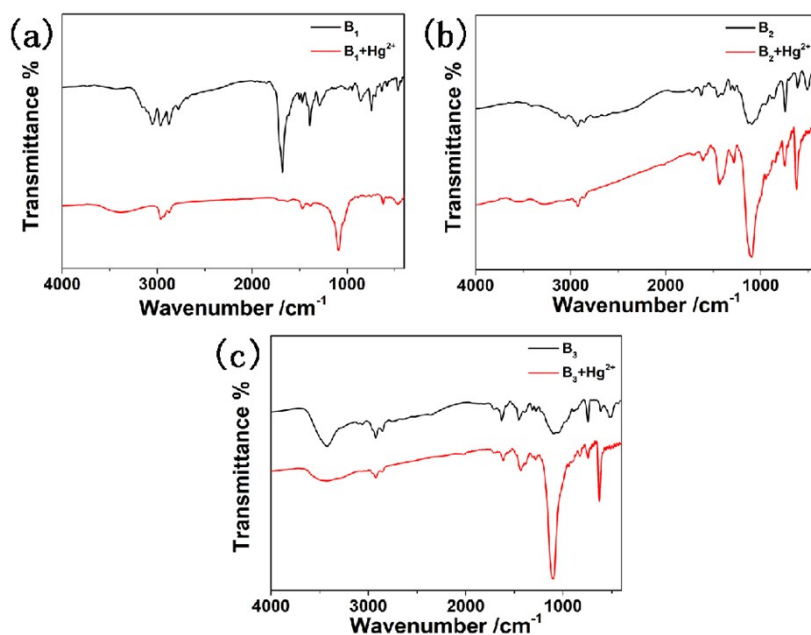 (a)
B₁
B₁+Hg²⁺
Transmittance %
4000 3000 2000 1000
Wavenumber /cm⁻¹
(b)
B₂
B₂+Hg²⁺
Transmittance %
4000 3000 2000 1000
Wavenumber /cm⁻¹
(c)
B₃
B₃+Hg²⁺
Transmittance %
4000 3000 2000 1000
Wavenumber /cm⁻¹